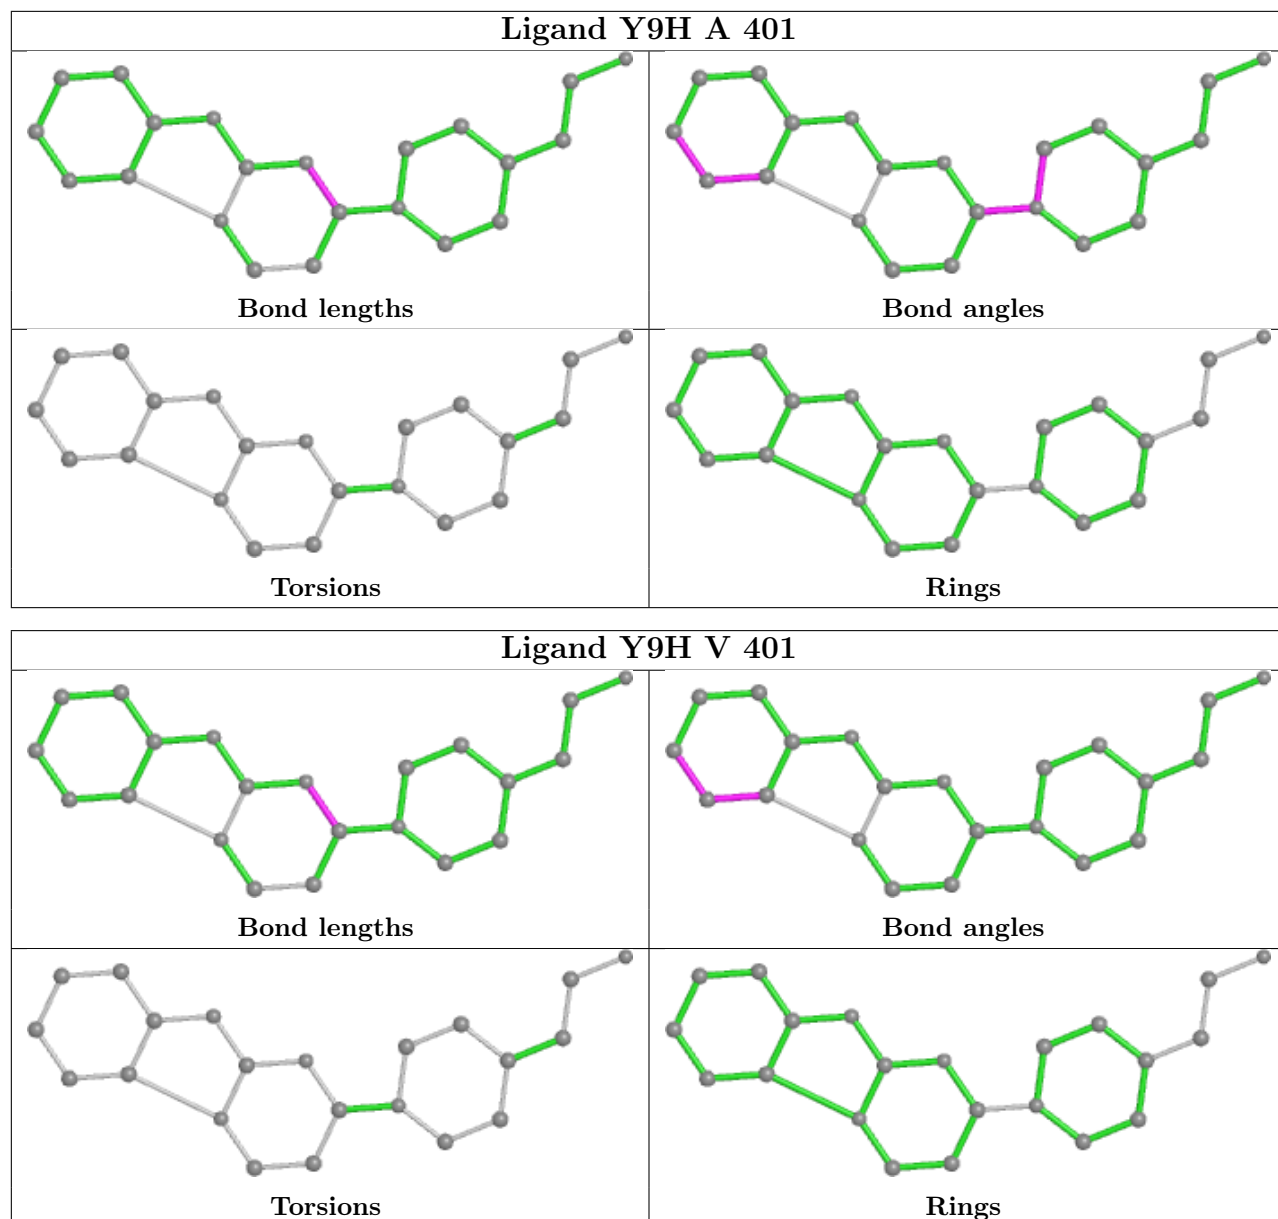 Ligand Y9H A 401
Bond lengths
Bond angles
Torsions
Rings
Ligand Y9H V 401
Bond lengths
Bond angles
Torsions
Rings